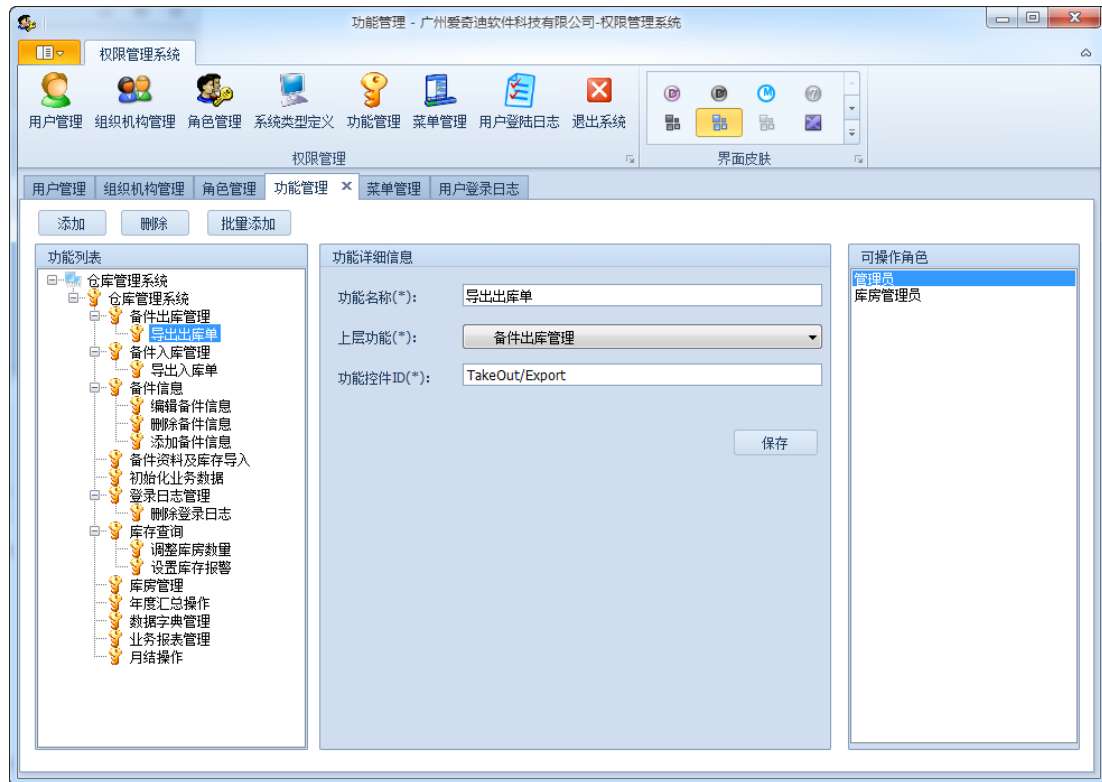 功能管理 - 广州爱奇迪软件科技有限公司-权限管理系统
权限管理系统
用户管理 组织机构管理 角色管理 系统类型定义 功能管理 菜单管理 用户登陆日志 退出系统
权限管理 界面皮肤
用户管理 组织机构管理 角色管理 功能管理 菜单管理 用户登录日志
添加 删除 批量添加
功能列表
仓库管理系统
仓库管理系统
备件出库管理
导出出库单
备件入库管理
导出入库单
备件信息
编辑备件信息
删除备件信息
添加备件信息
备件资料及库存导入
初始化业务数据
登录日志管理
删除登录日志
库存查询
调整库房数量
设置库存报警
库房管理
年度汇总操作
数据字典管理
业务报表管理
月结操作
功能详细信息
功能名称(*): 导出出库单
上层功能(*): 备件出库管理
功能控件ID(*): TakeOut/Export
保存
可操作角色
管理员
库房管理员